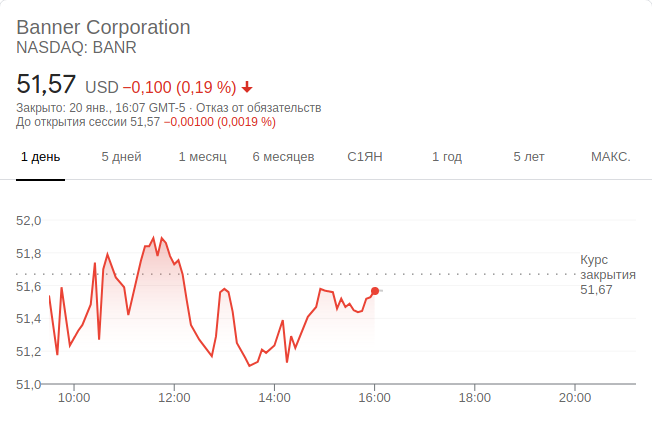 Banner Corporation
NASDAQ: BANR
51,57 USD −0,100 (0,19 %)
Закрыто: 20 янв., 16:07 GMT-5 · Отказ от обязательств
До открытия сессии 51,57 −0,00100 (0,0019 %)
1 день 5 дней 1 месяц 6 месяцев С1ЯН 1 год 5 лет МАКС.
52,0
51,8
Курс
закрытия
51,67
51,6
51,4
51,2
51,0
10:00 12:00 14:00 16:00 18:00 20:00